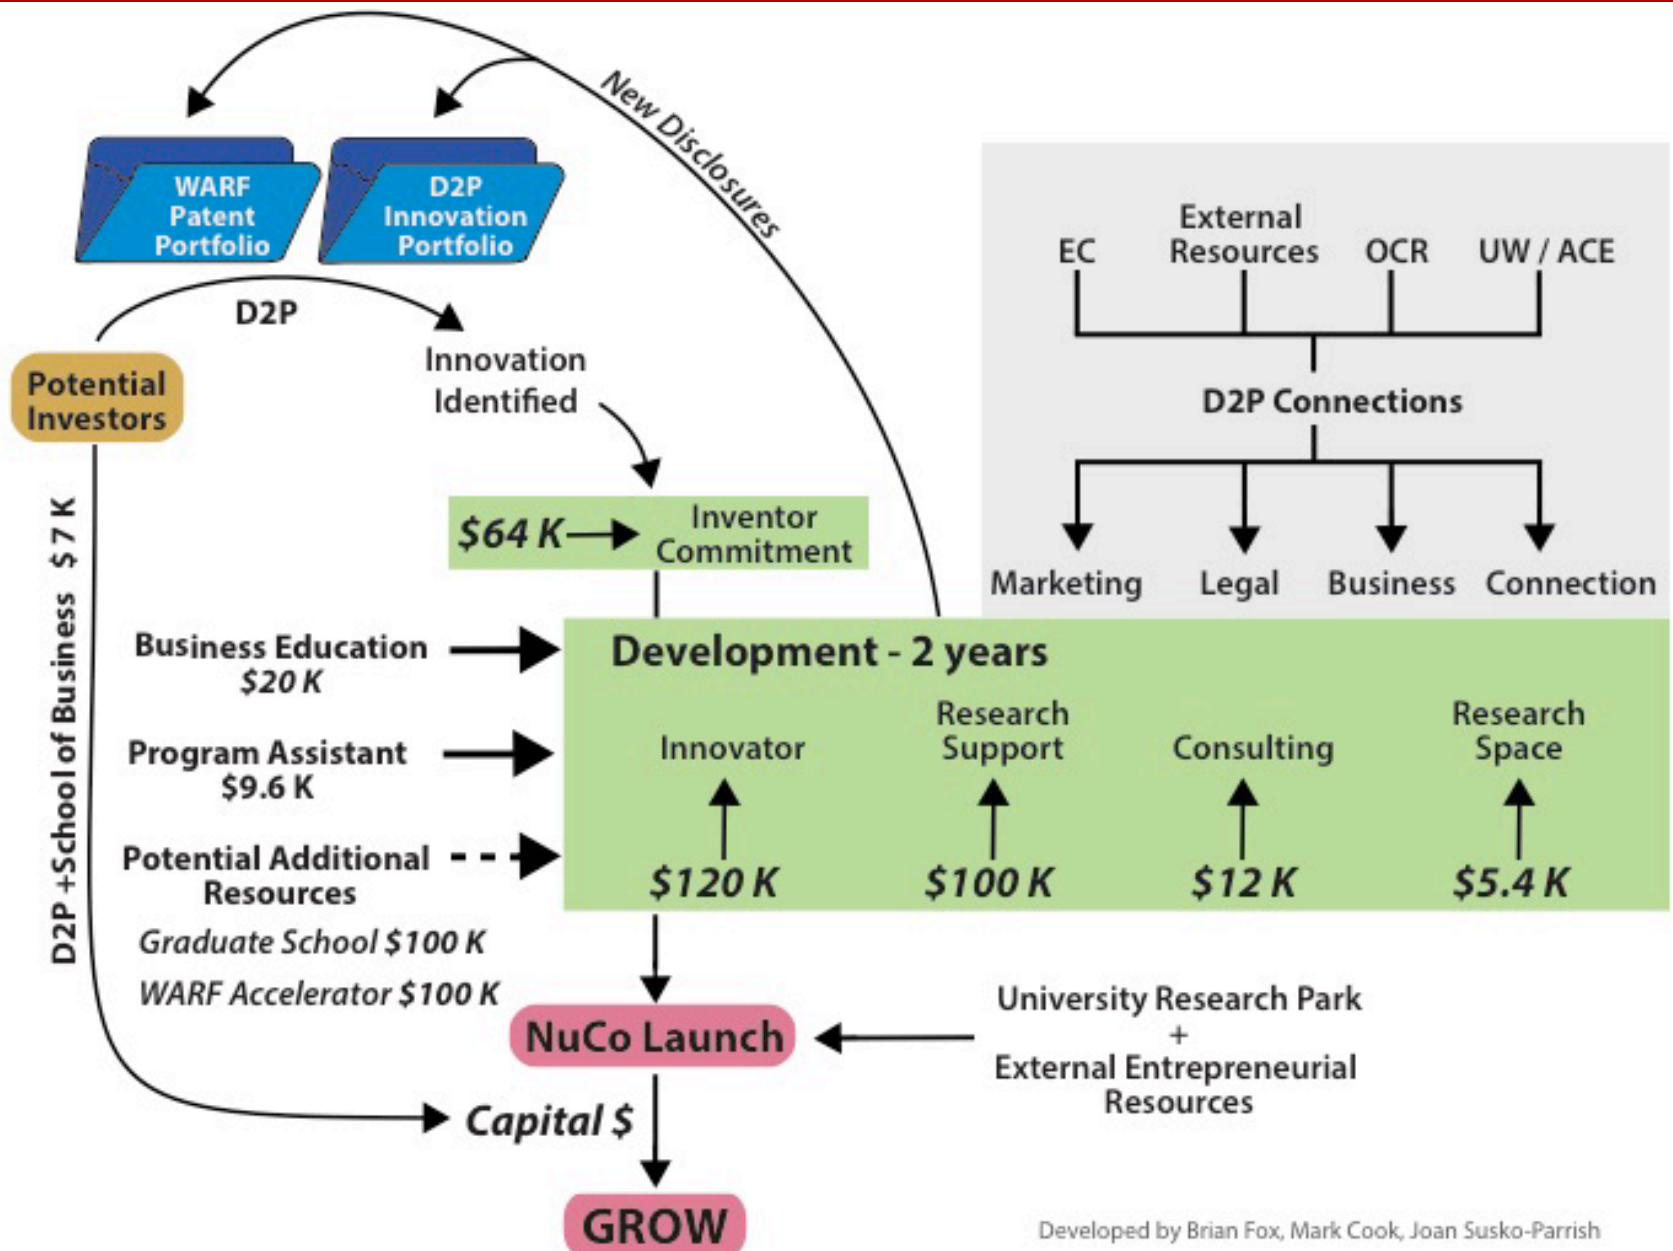 New Disclosures
WARF
Patent
Portfolio
D2P
Innovation
Portfolio
D2P
Potential
Investors
Innovation
Identified
D2P +School of Business $7 K
$64 K
Inventor
Commitment
EC
External
Resources
OCR
UW / ACE
D2P Connections
Marketing
Legal
Business
Connection
Business Education
$20 K
Program Assistant
$9.6 K
Potential Additional
Resources
Graduate School $100 K
WARF Accelerator $100 K
Development - 2 years
Innovator
Research
Support
Consulting
Research
Space
$120 K
$100 K
$12 K
$5.4 K
NuCo Launch
University Research Park
+
External Entrepreneurial
Resources
Capital $
GROW
Developed by Brian Fox, Mark Cook, Joan Susko-Parrish